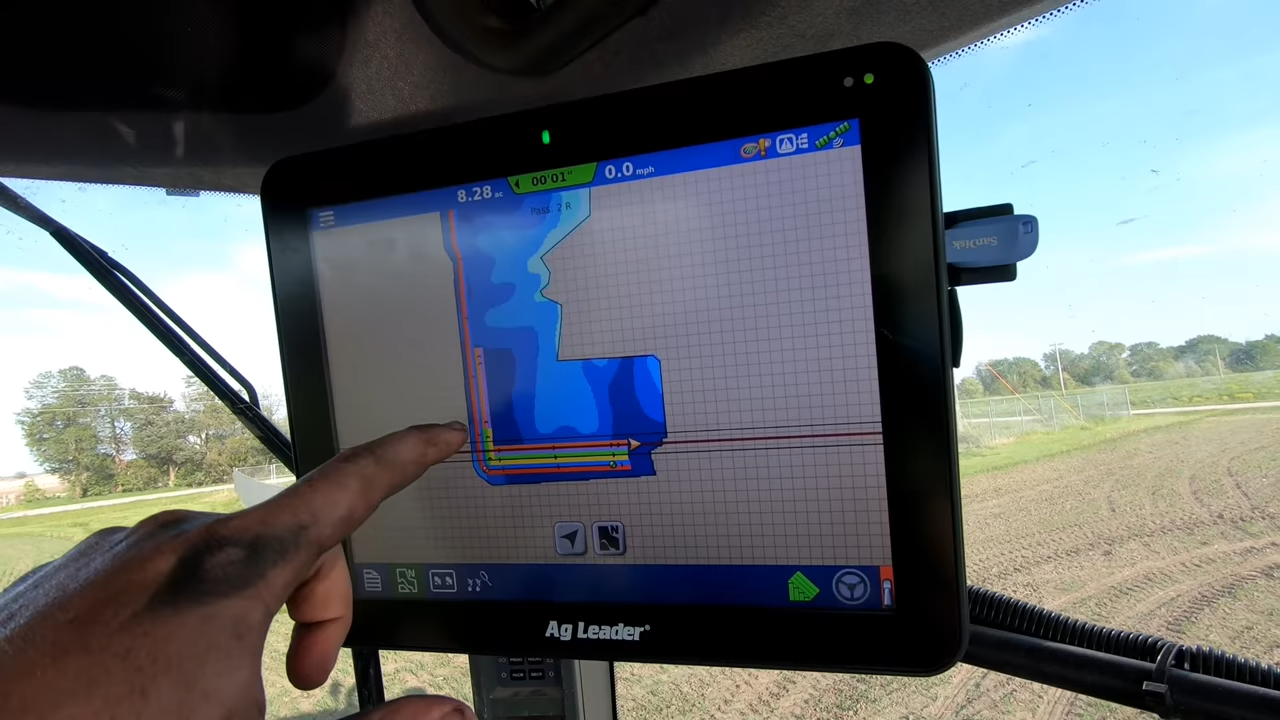 8.28 ac
00'01"
0.0 mph
Pass: 2 R
SanDisk
N
N
Ag Leader®